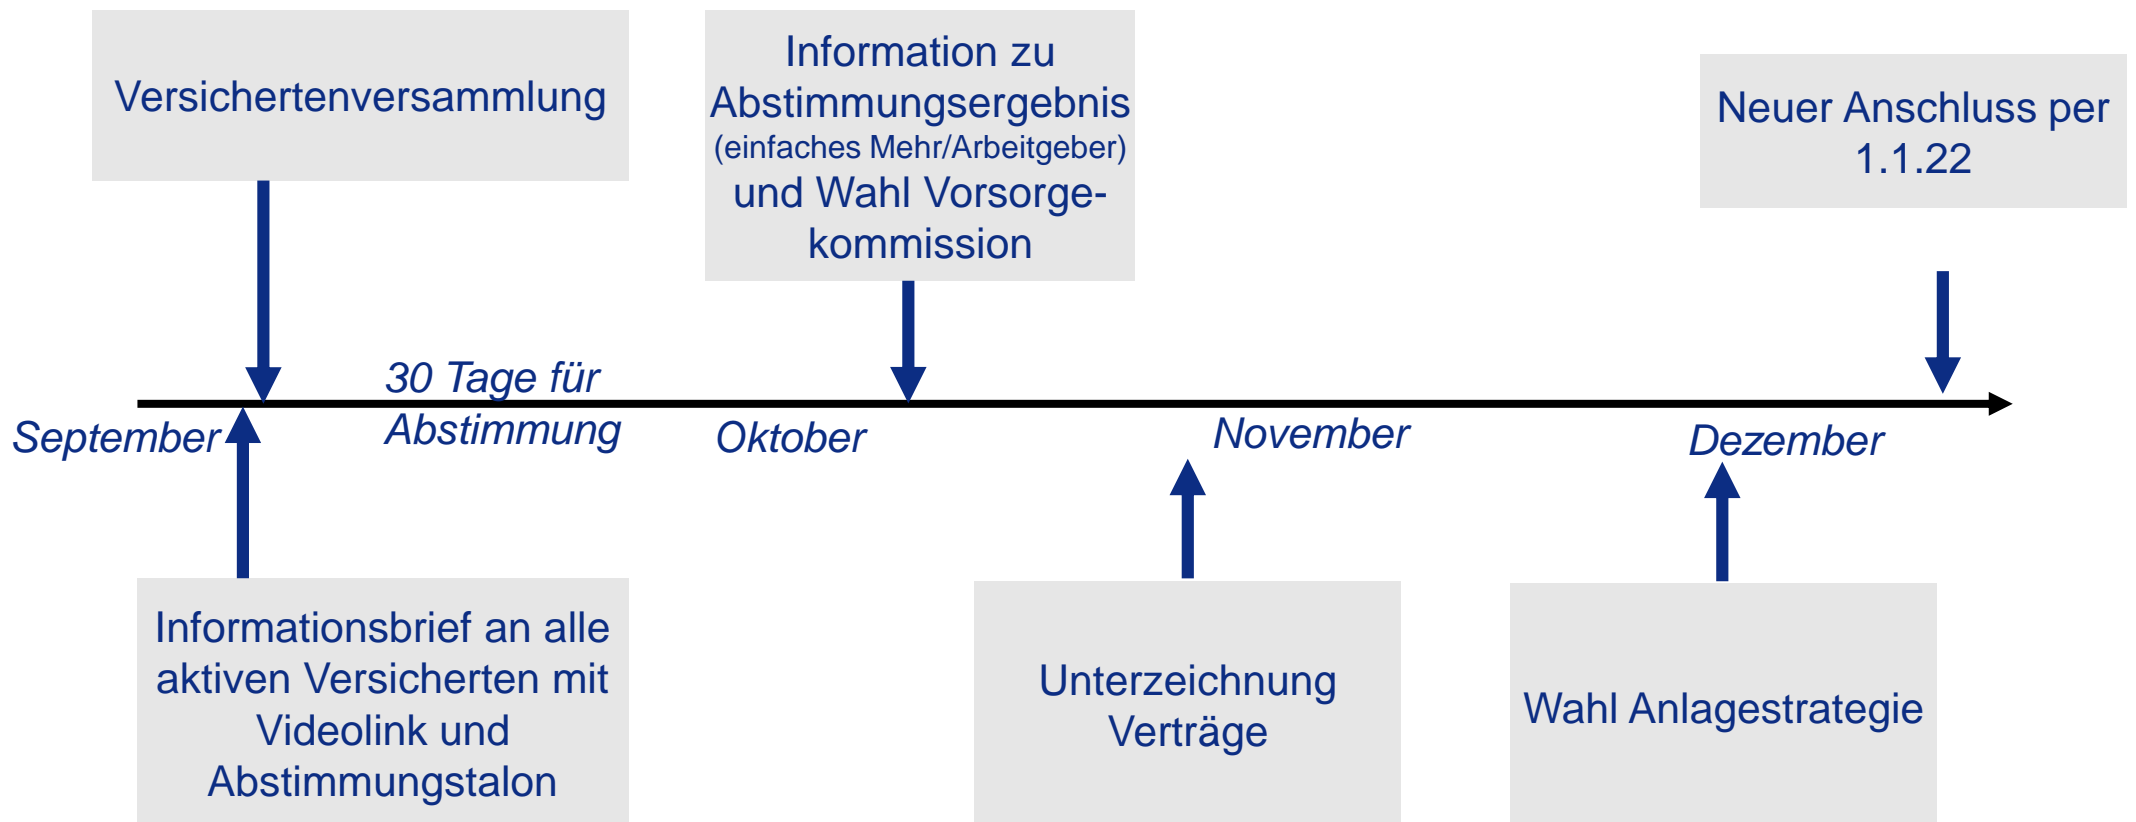 Versichertenversammlung
Information zu
Abstimmungsergebnis
(einfaches Mehr/Arbeitgeber)
und Wahl Vorsorge-
kommission
Neuer Anschluss per
1.1.22
30 Tage für
Abstimmung
September
Oktober
November
Dezember
Informationsbrief an alle
aktiven Versicherten mit
Videolink und
Abstimmungstalon
Unterzeichnung
Verträge
Wahl Anlagestrategie